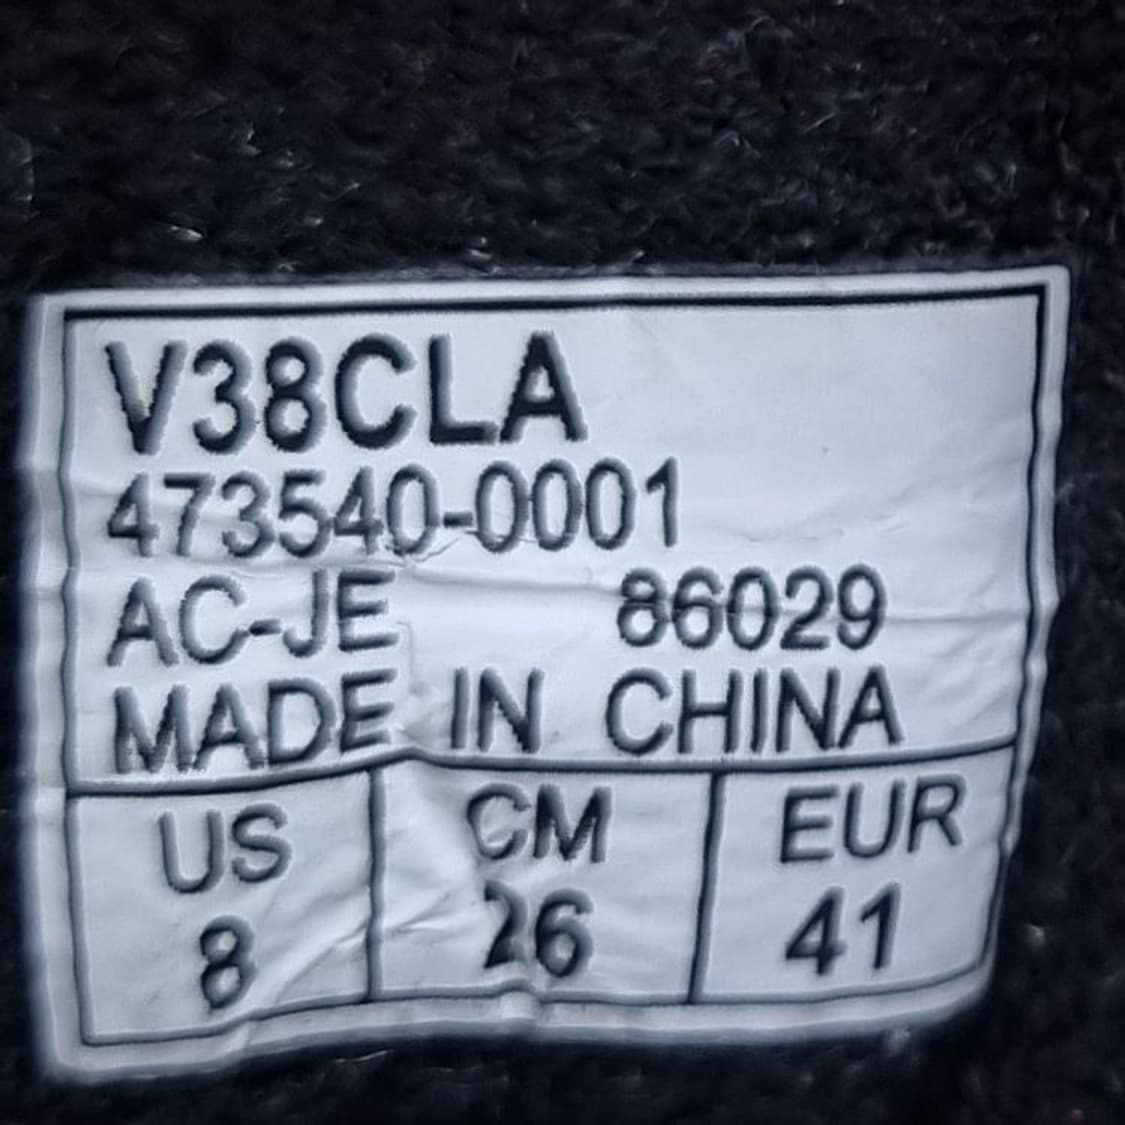 V38CLA
473540-0001
AC-JE 86029
MADE IN CHINA
US CM EUR
8 26 41